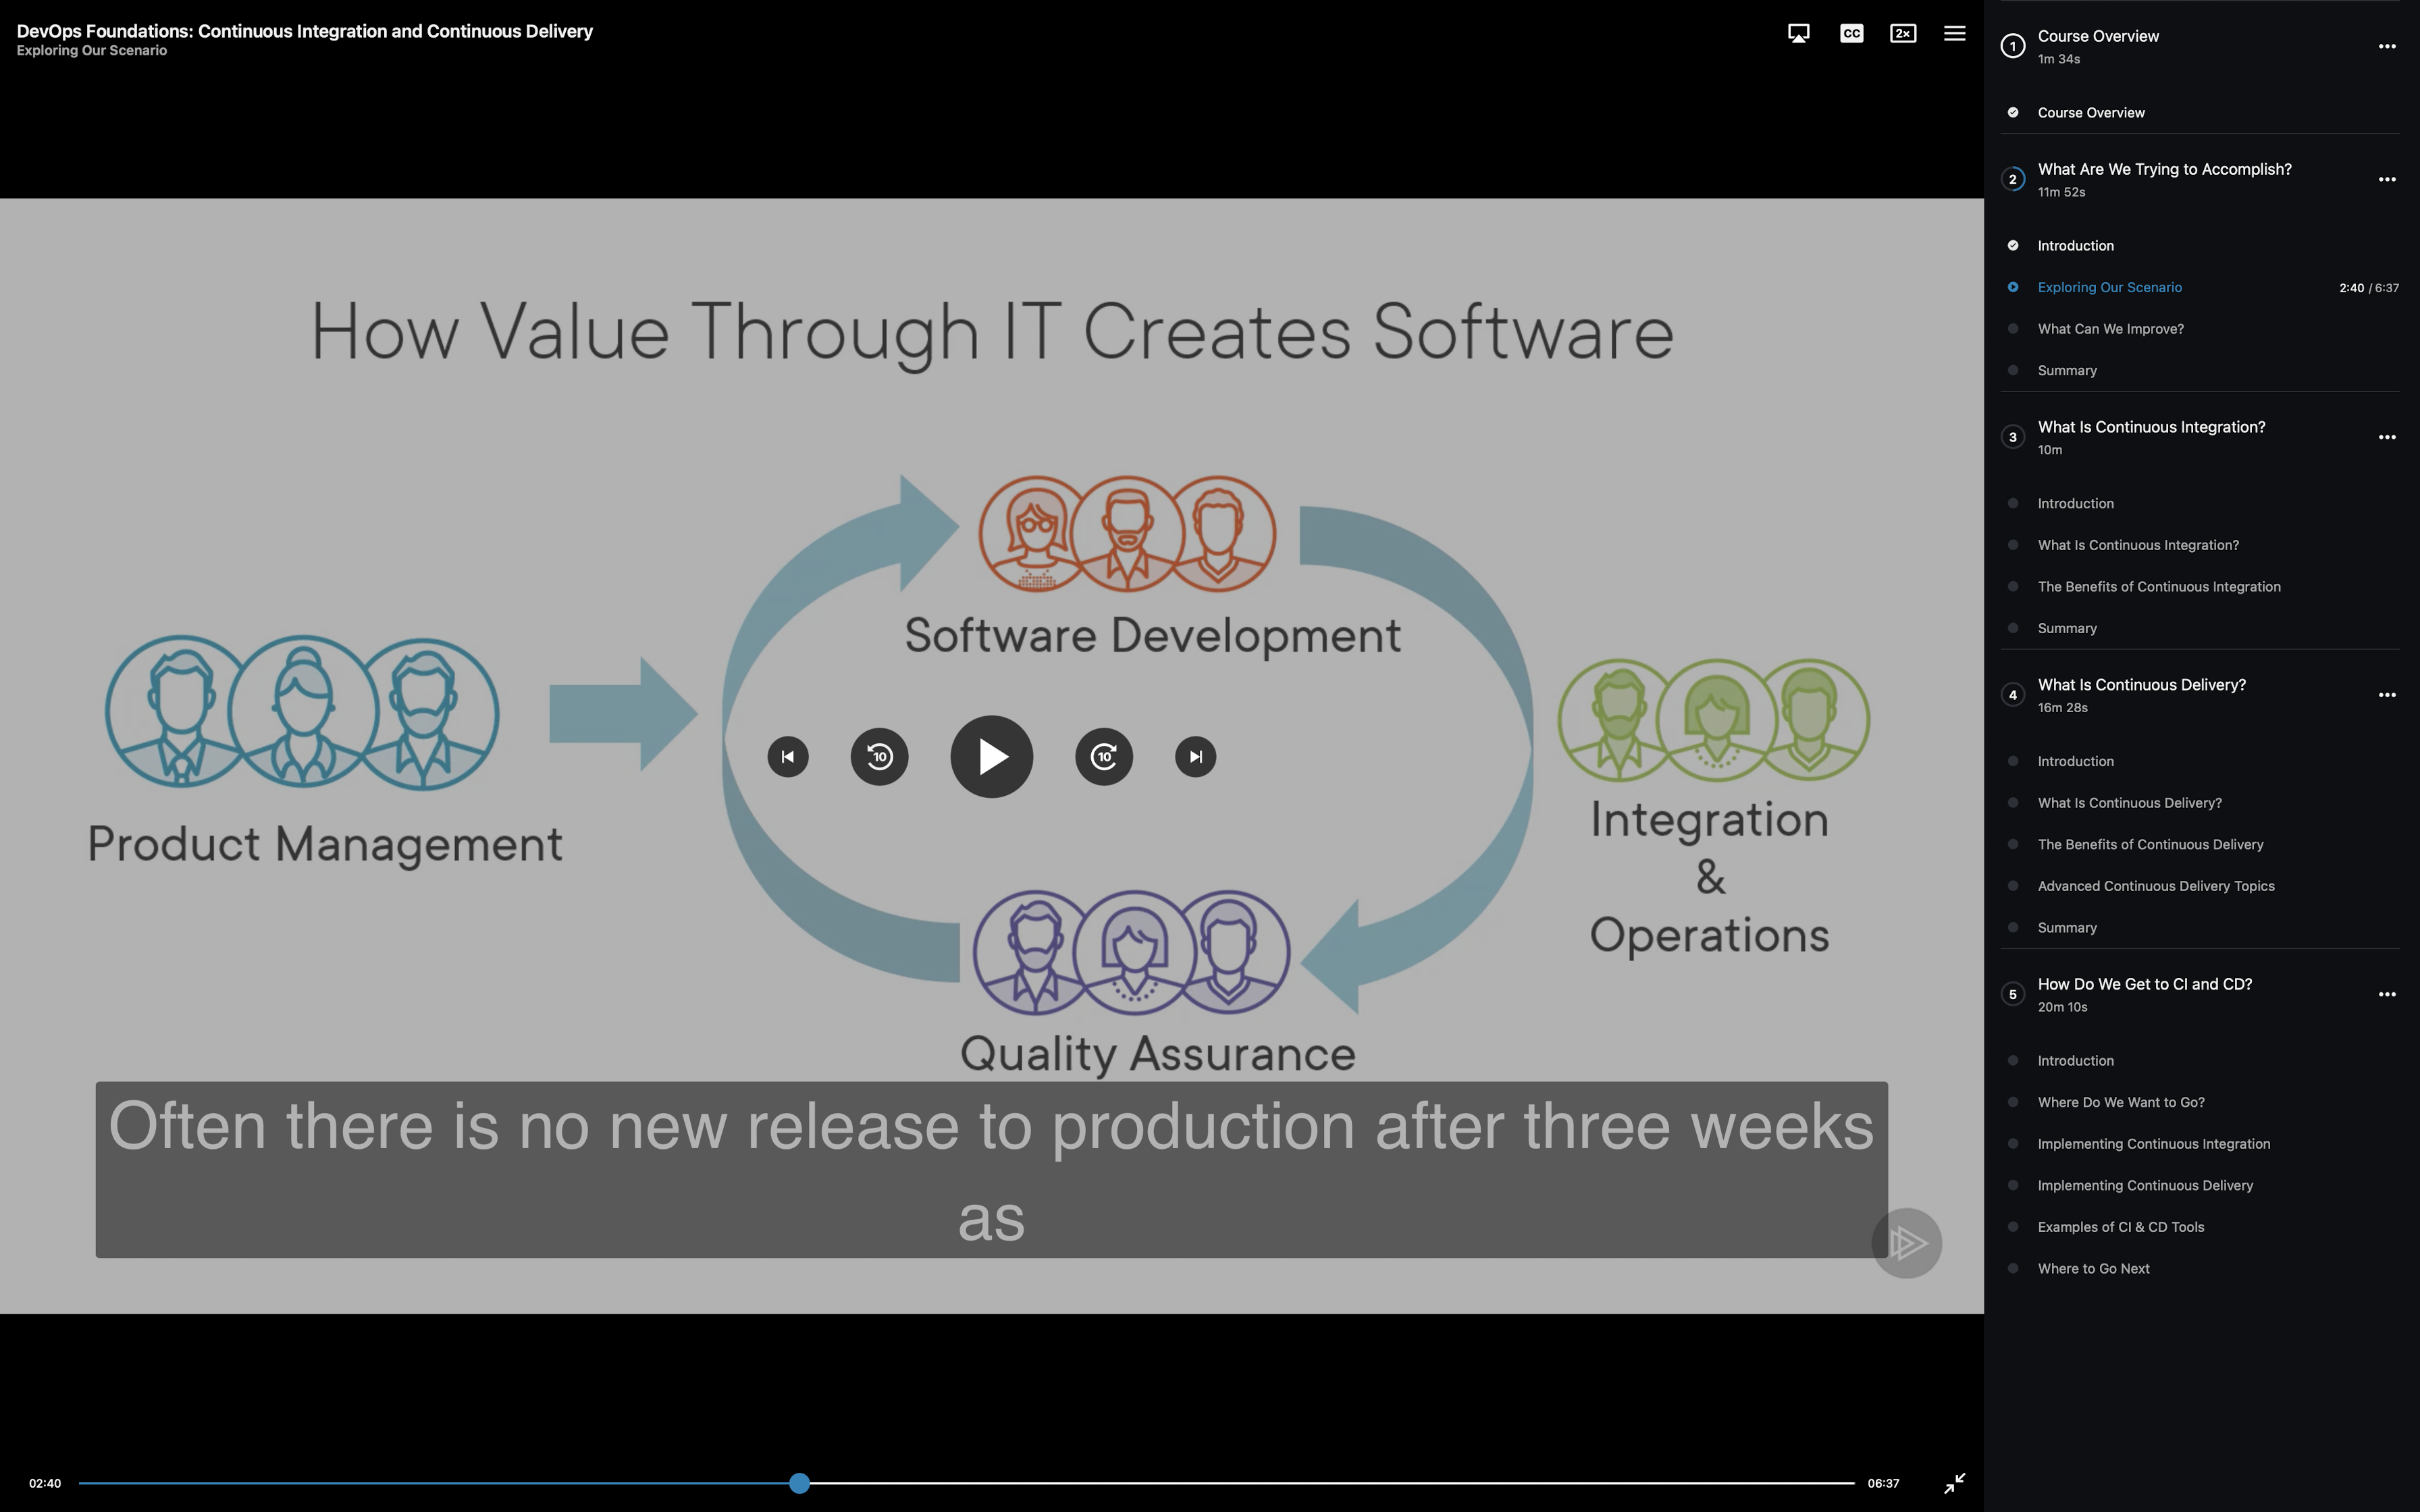 DevOps Foundations: Continuous Integration and Continuous Delivery
Exploring Our Scenario
CC
2×
How Value Through IT Creates Software
Software Development
Product Management
Integration
&
Operations
10
10
Quality Assurance
Often there is no new release to production after three weeks
as
02:40
06:37
1
Course Overview
1m 34s
Course Overview
2
What Are We Trying to Accomplish?
11m 52s
Introduction
Exploring Our Scenario 2:40 / 6:37
What Can We Improve?
Summary
3
What Is Continuous Integration?
10m
Introduction
What Is Continuous Integration?
The Benefits of Continuous Integration
Summary
4
What Is Continuous Delivery?
16m 28s
Introduction
What Is Continuous Delivery?
The Benefits of Continuous Delivery
Advanced Continuous Delivery Topics
Summary
5
How Do We Get to CI and CD?
20m 10s
Introduction
Where Do We Want to Go?
Implementing Continuous Integration
Implementing Continuous Delivery
Examples of CI & CD Tools
Where to Go Next